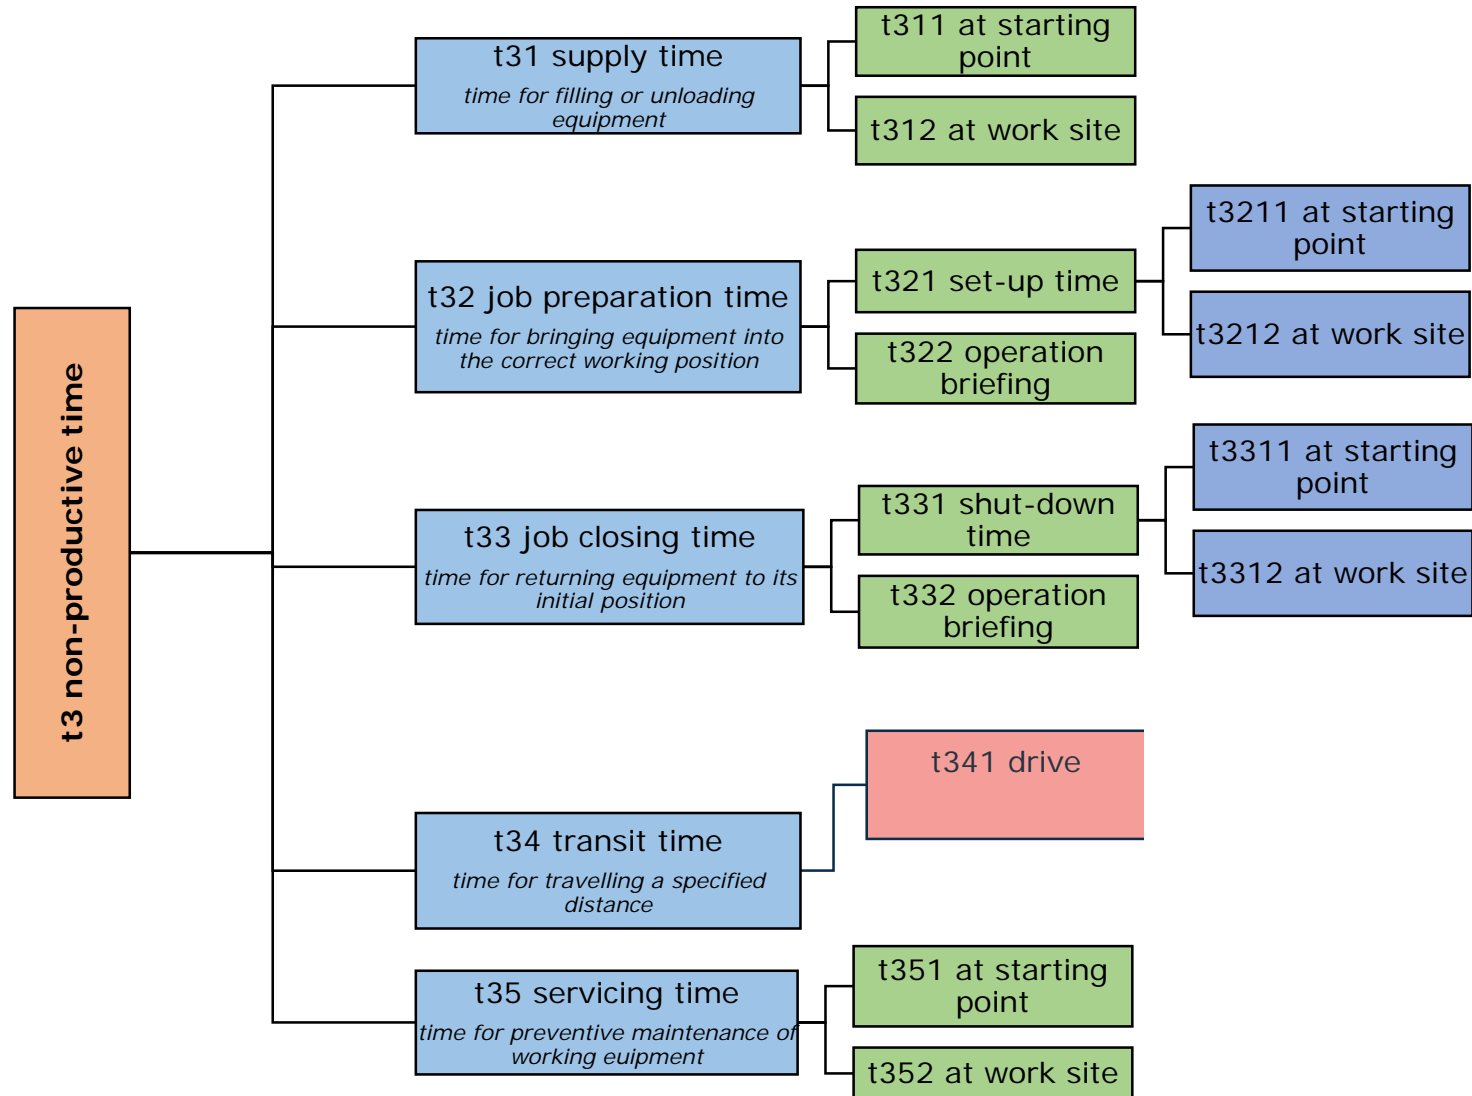 t3 non-productive time
t31 supply time
time for filling or unloading
equipment
t311 at starting
point
t312 at work site
t32 job preparation time
time for bringing equipment into
the correct working position
t321 set-up time
t3211 at starting
point
t3212 at work site
t322 operation
briefing
t33 job closing time
time for returning equipment to its
initial position
t331 shut-down
time
t3311 at starting
point
t3312 at work site
t332 operation
briefing
t34 transit time
time for travelling a specified
distance
t341 drive
t35 servicing time
time for preventive maintenance of
working euipment
t351 at starting
point
t352 at work site